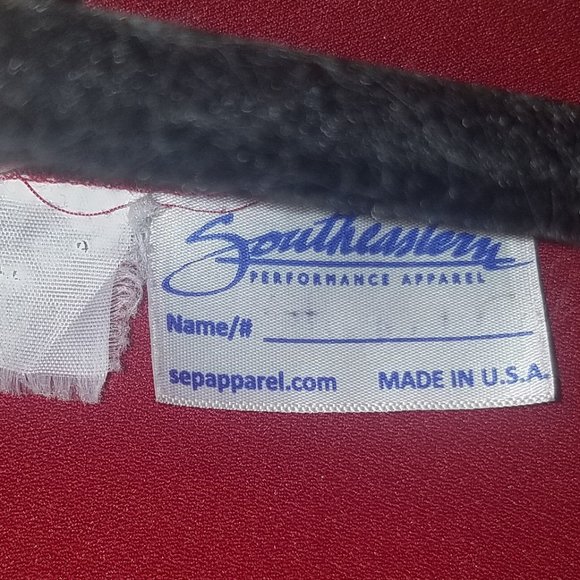 Southeastern
PERFORMANCE APPAREL
Name/#
sepapparel.com MADE IN U.S.A.